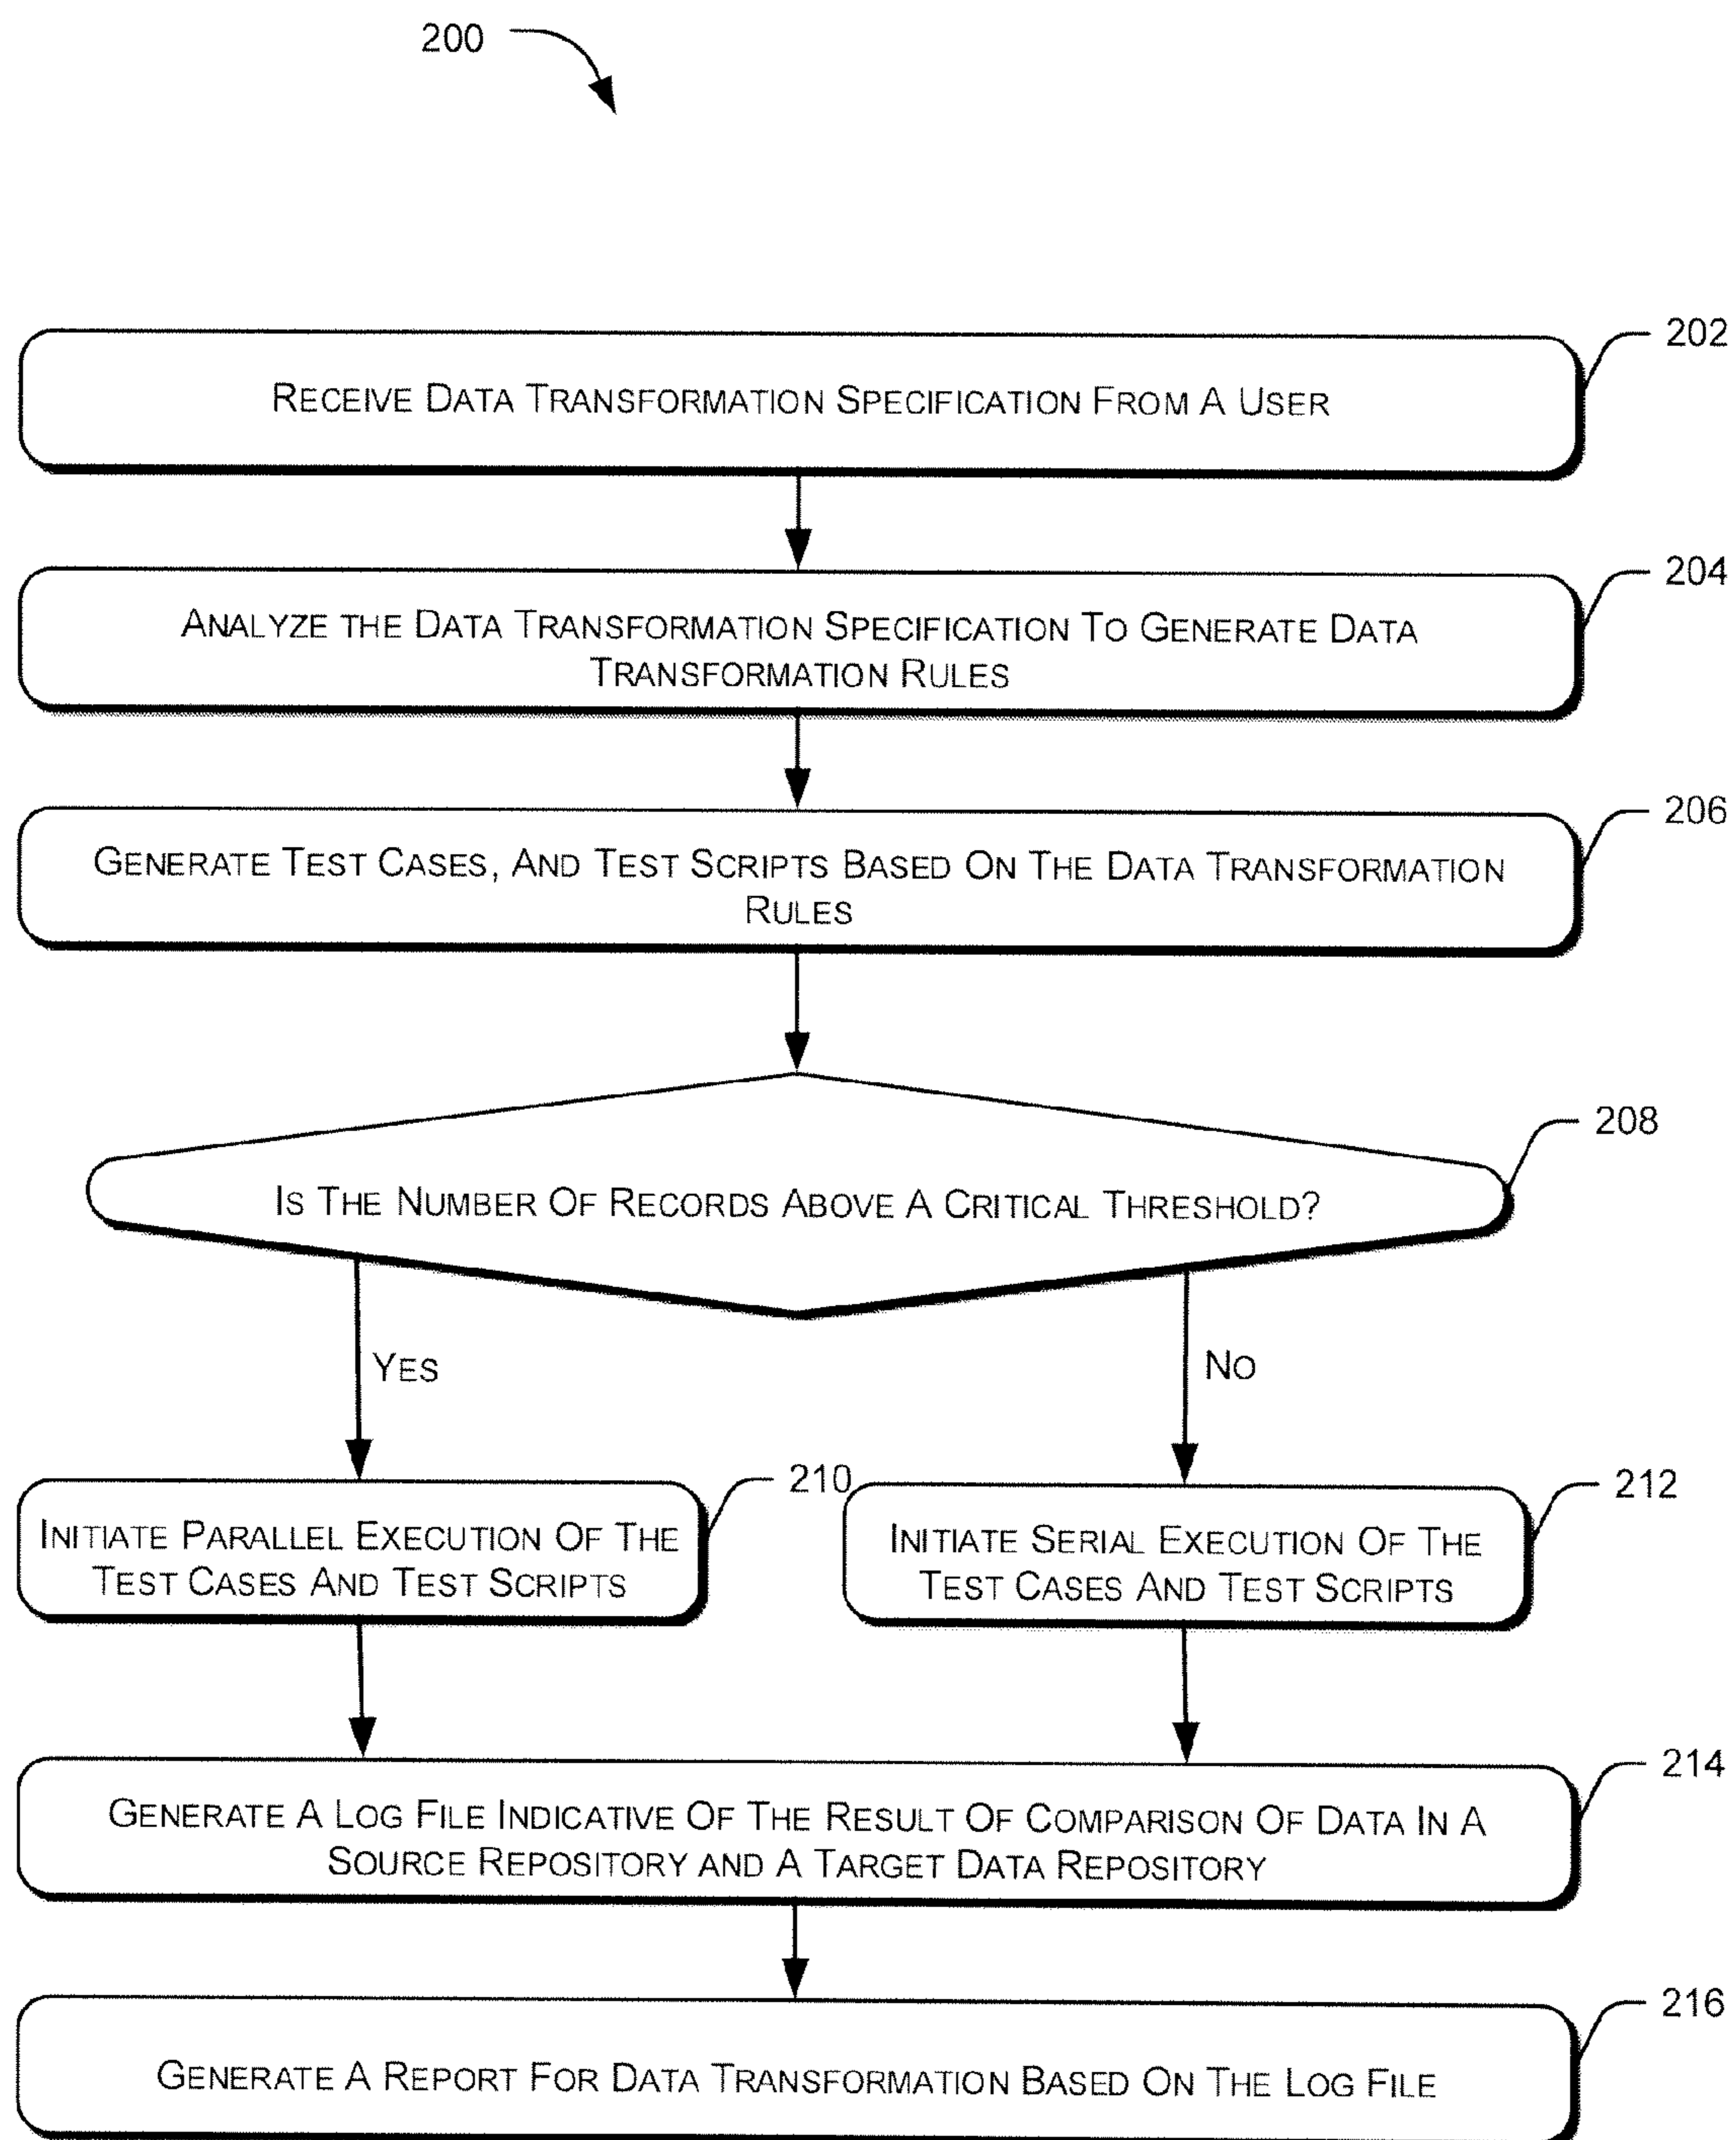 200
202
RECEIVE DATA TRANSFORMATION SPECIFICATION FROM A USER
204
ANALYZE THE DATA TRANSFORMATION SPECIFICATION TO GENERATE DATA
TRANSFORMATION RULES
206
GENERATE TEST CASES, AND TEST SCRIPTS BASED ON THE DATA TRANSFORMATION
RULES
208
IS THE NUMBER OF RECORDS ABOVE A CRITICAL THRESHOLD?
YES
NO
210
INITIATE PARALLEL EXECUTION OF THE
TEST CASES AND TEST SCRIPTS
212
INITIATE SERIAL EXECUTION OF THE
TEST CASES AND TEST SCRIPTS
214
GENERATE A LOG FILE INDICATIVE OF THE RESULT OF COMPARISON OF DATA IN A
SOURCE REPOSITORY AND A TARGET DATA REPOSITORY
216
GENERATE A REPORT FOR DATA TRANSFORMATION BASED ON THE LOG FILE